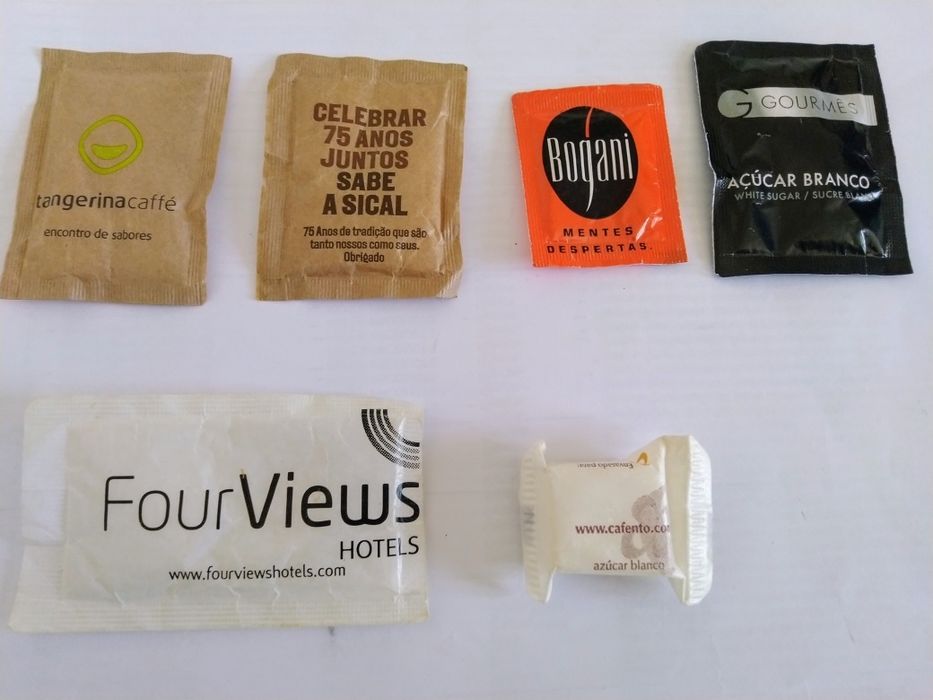 tangerinacaffé
encontro de sabores
CELEBRAR
75 ANOS
JUNTOS
SABE
A SICAL
75 Anos de tradição que são
tanto nossos como seus.
Obrigado
Bogani
MENTES
DESPERTAS.
G GOURMÊS
AÇÚCAR BRANCO
WHITE SUGAR / SUCRE BLANC
FourViews
HOTELS
www.fourviewshotels.com
Envasado para:
www.cafento.co
azúcar blanco